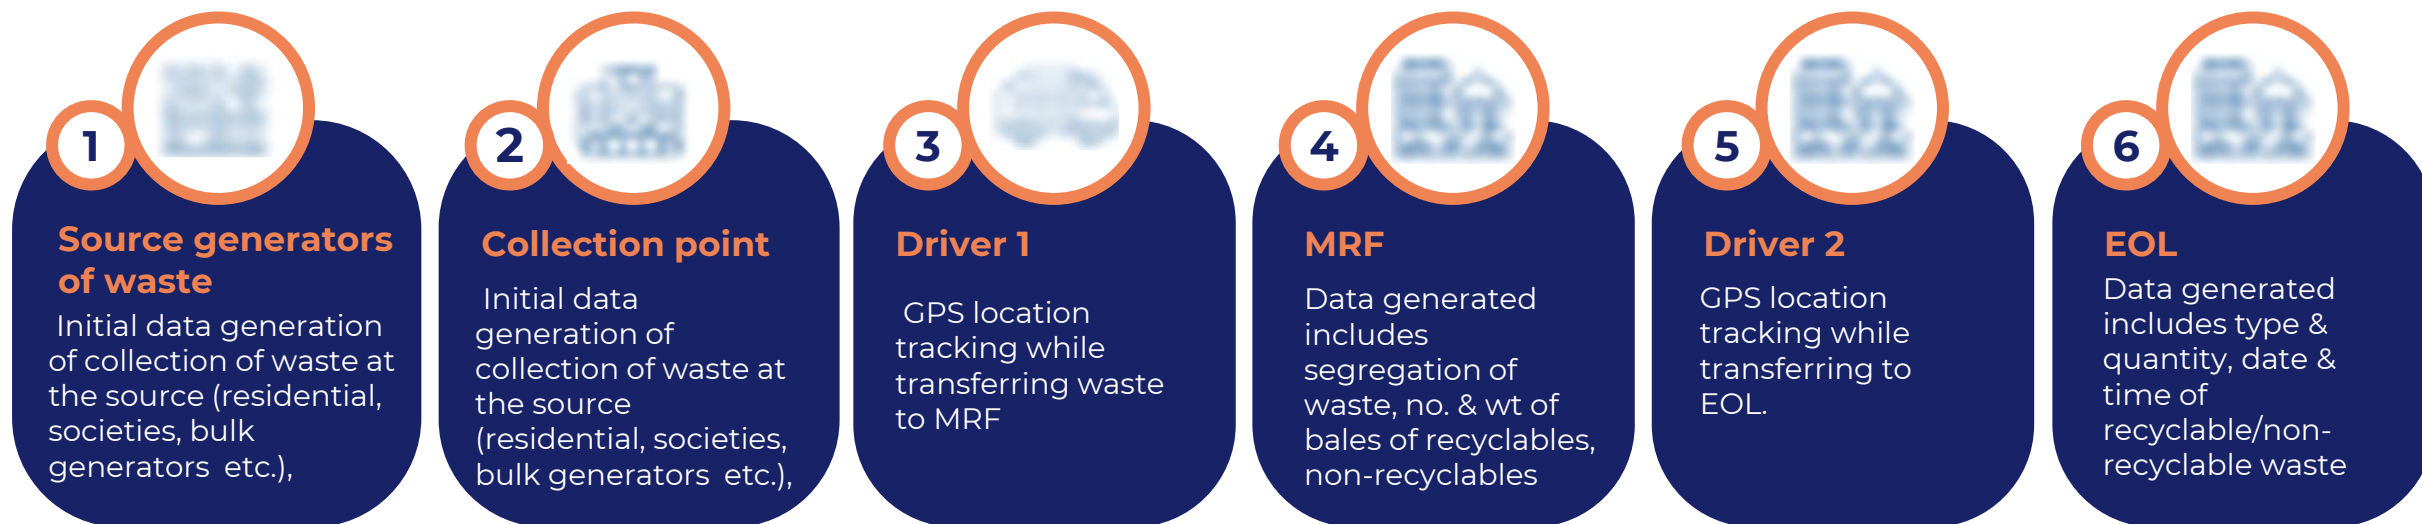 1
Source generators
of waste
Initial data generation
of collection of waste at
the source (residential,
societies, bulk
generators etc.),
2
Collection point
Initial data
generation of
collection of waste at
the source
(residential, societies,
bulk generators etc.),
3
Driver 1
GPS location
tracking while
transferring waste
to MRF
4
MRF
Data generated
includes
segregation of
waste, no. & wt of
bales of recyclables,
non-recyclables
5
Driver 2
GPS location
tracking while
transferring to
EOL.
6
EOL
Data generated
includes type &
quantity, date &
time of
recyclable/non-
recyclable waste